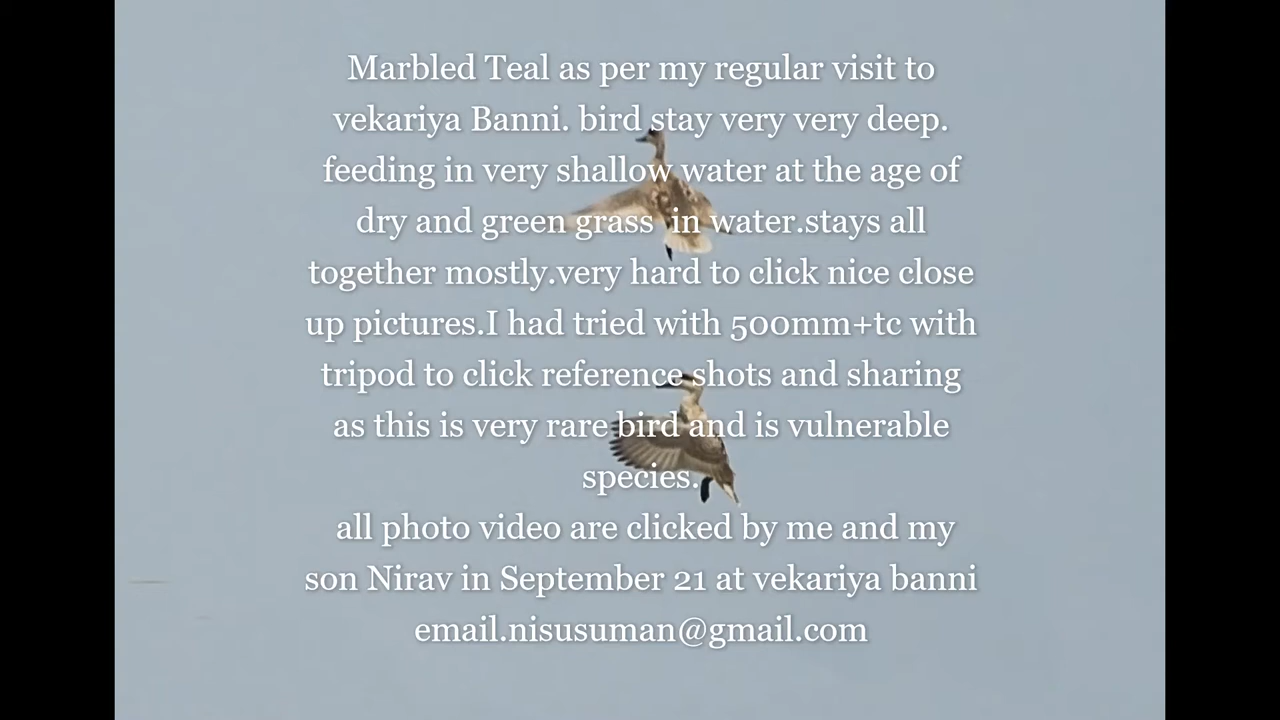 Marbled Teal as per my regular visit to
vekariya Banni. bird stay very very deep.
feeding in very shallow water at the age of
dry and green grass  in water.stays all
together mostly.very hard to click nice close
up pictures.I had tried with 500mm+tc with
tripod to click reference shots and sharing
as this is very rare bird and is vulnerable
species.
all photo video are clicked by me and my
son Nirav in September 21 at vekariya banni
email.nisusuman@gmail.com